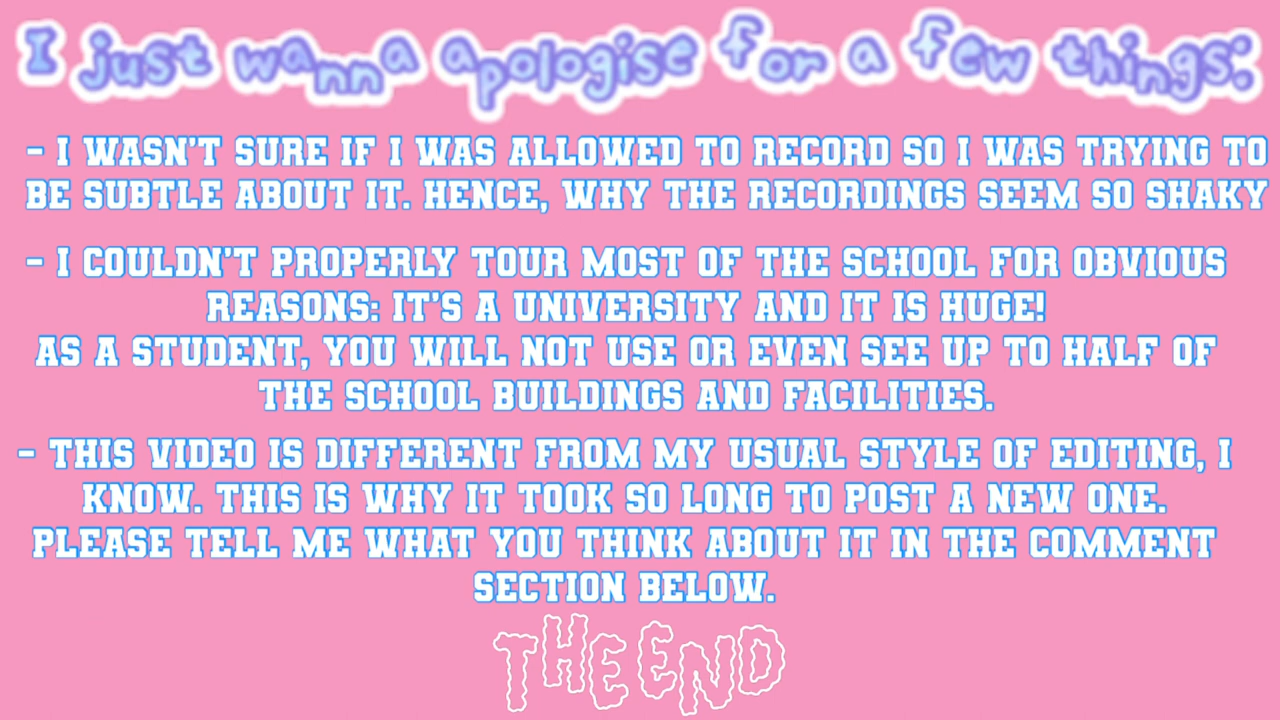 I just wanna apologise for a few things:
- I WASN'T SURE IF I WAS ALLOWED TO RECORD SO I WAS TRYING TO
BE SUBTLE ABOUT IT. HENCE, WHY THE RECORDINGS SEEM SO SHAKY
- I COULDN'T PROPERLY TOUR MOST OF THE SCHOOL FOR OBVIOUS
REASONS: IT'S A UNIVERSITY AND IT IS HUGE!
AS A STUDENT, YOU WILL NOT USE OR EVEN SEE UP TO HALF OF
THE SCHOOL BUILDINGS AND FACILITIES.
- THIS VIDEO IS DIFFERENT FROM MY USUAL STYLE OF EDITING, I
KNOW. THIS IS WHY IT TOOK SO LONG TO POST A NEW ONE.
PLEASE TELL ME WHAT YOU THINK ABOUT IT IN THE COMMENT
SECTION BELOW.
THE END